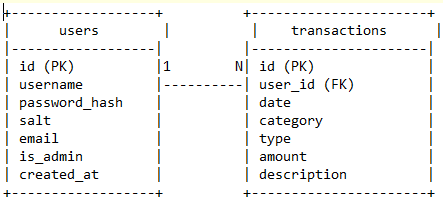 +------------------+          +----------------------+
|      users       |          |     transactions     |
|------------------|          |----------------------|
| id (PK)          |1        N| id (PK)              |
| username         |----------| user_id (FK)         |
| password_hash    |          | date                 |
| salt             |          | category             |
| email            |          | type                 |
| is_admin         |          | amount               |
| created_at       |          | description          |
+------------------+          +----------------------+